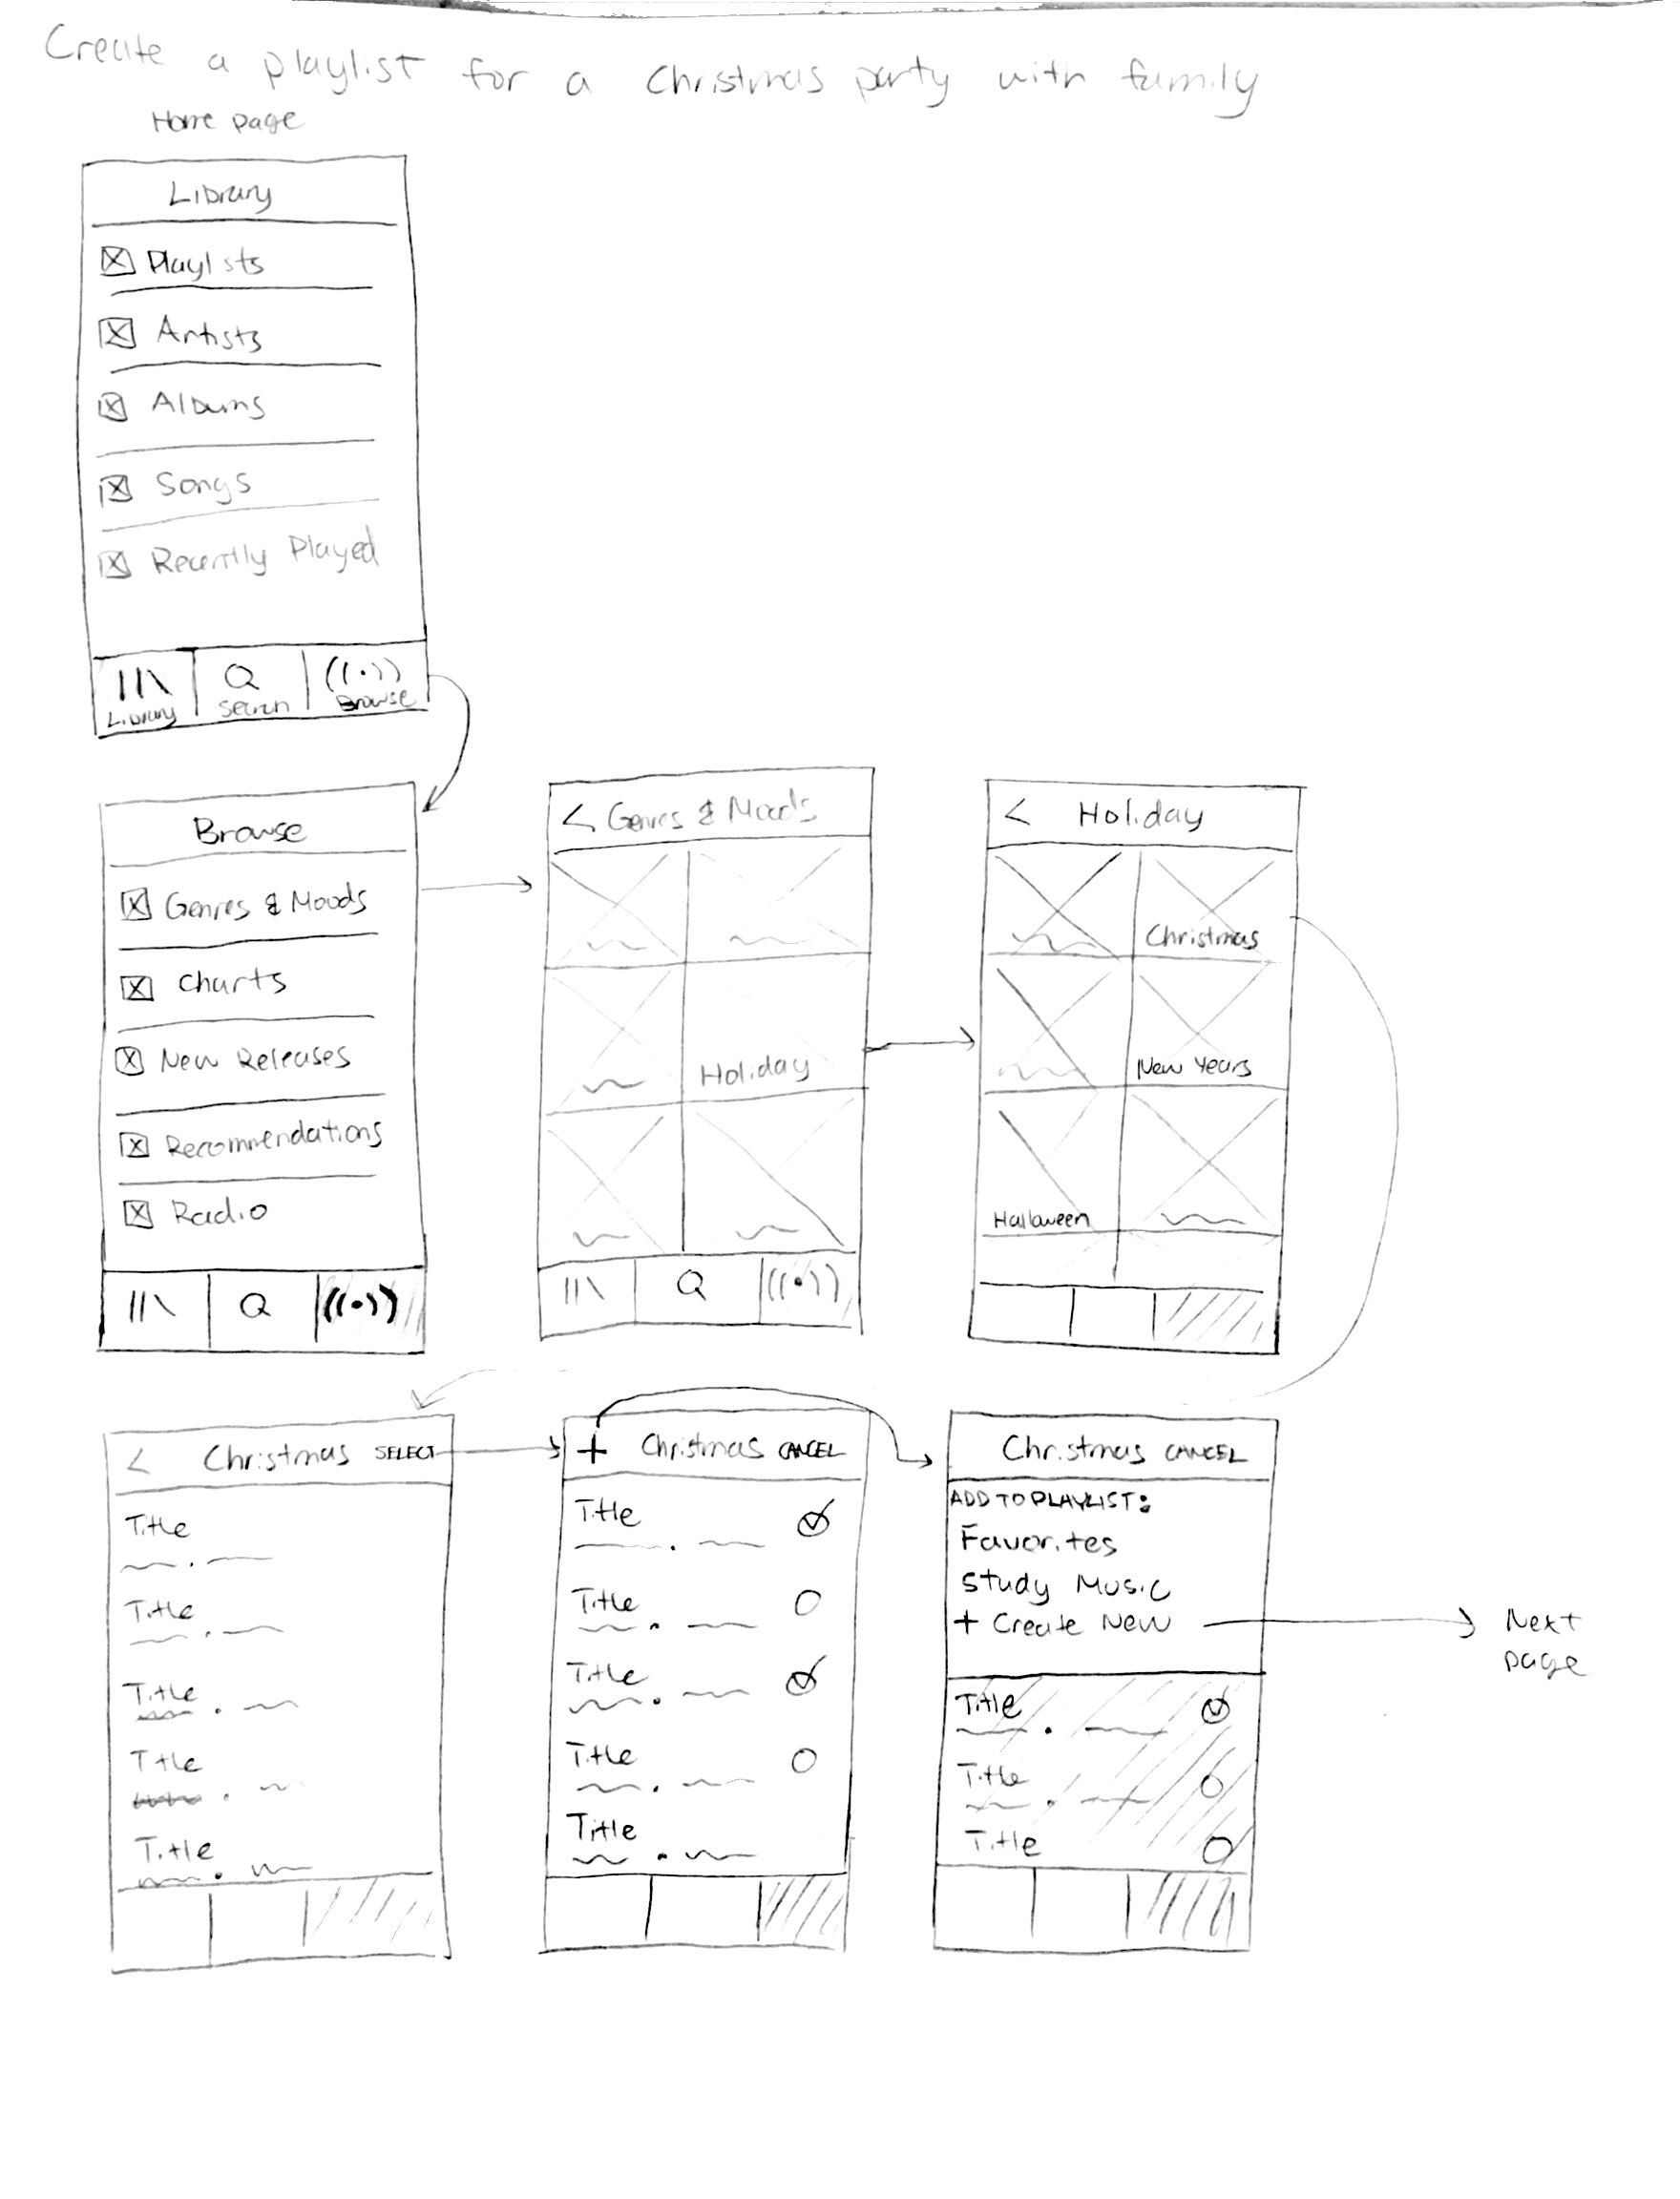 Create a playlist for a Christmas party with family
Home page
Library
Playlists
Artists
Albums
Songs
Recently Played
Library
Search
Browse
Browse
Genres & Moods
Charts
New Releases
Recommendations
Radio
< Genres & Moods
Holiday
< Holiday
Christmas
New Years
Halloween
< Christmas SELECT
Title
Title
Title
Title
Title
+ Christmas CANCEL
Title
Title
Title
Title
Title
Christmas CANCEL
ADD TO PLAYLIST:
Favorites
Study Music
+ Create New
Title
Title
Title
Next
page